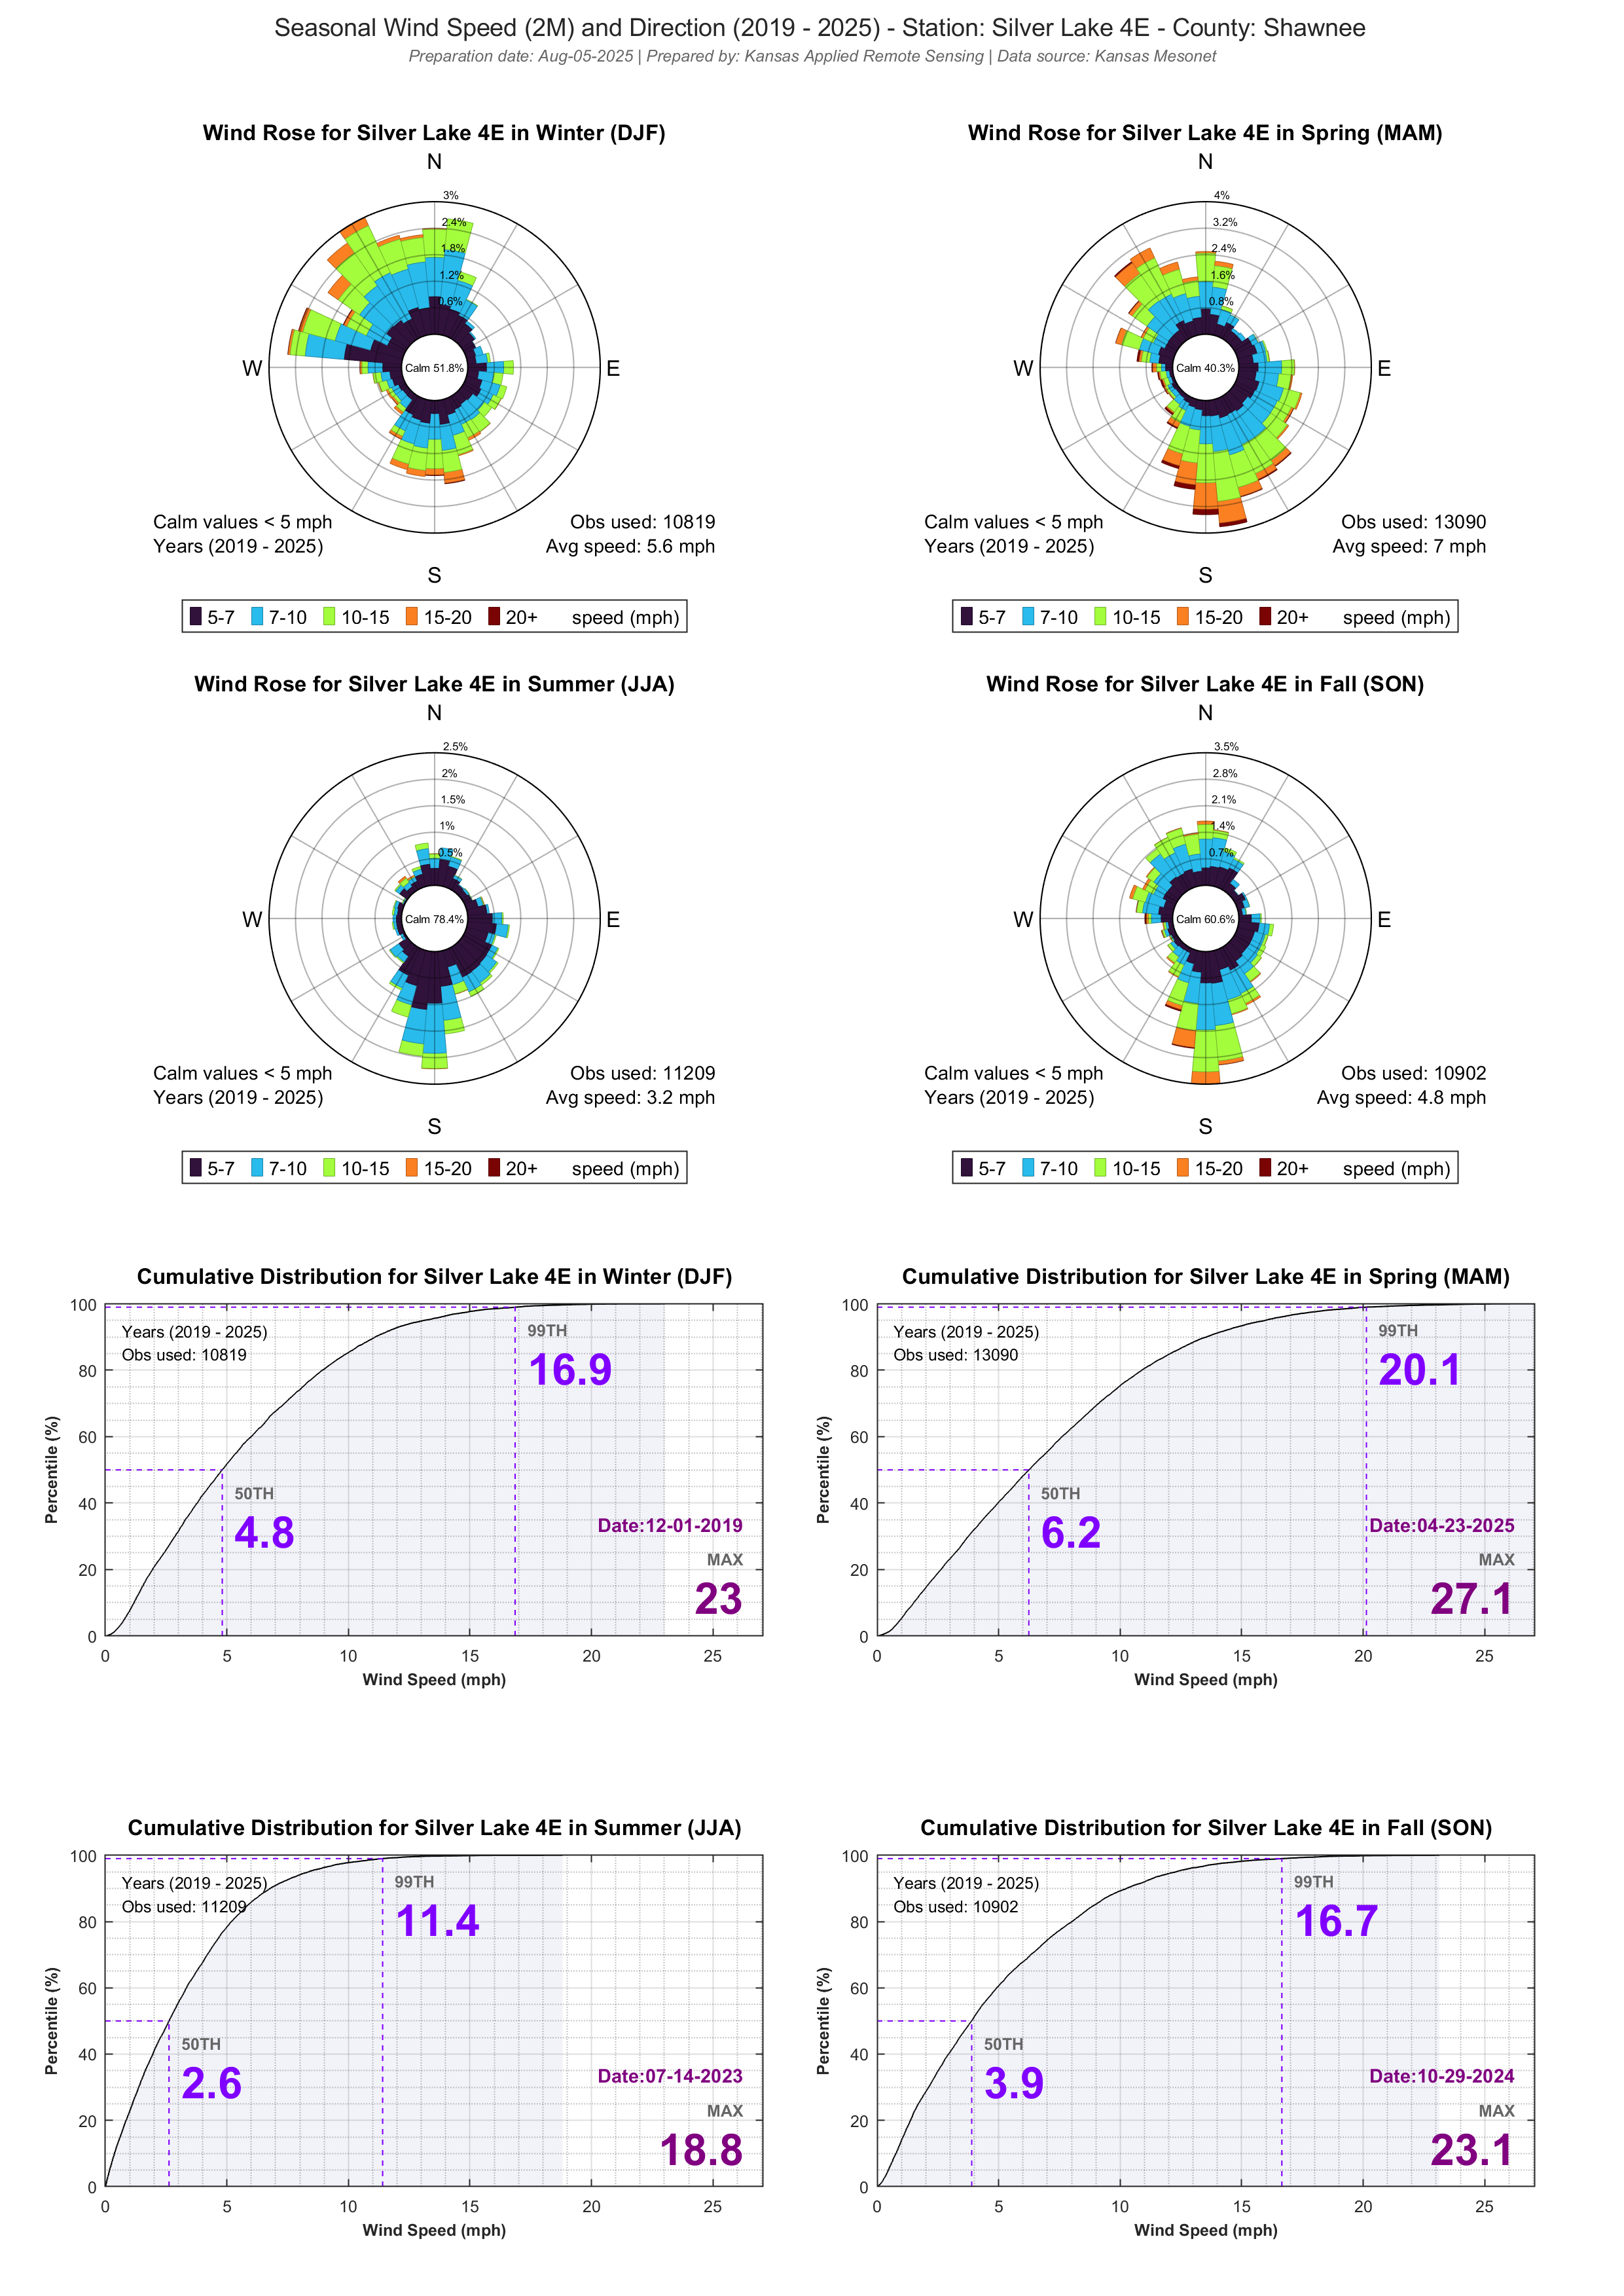 Seasonal Wind Speed (2M) and Direction (2019 - 2025) - Station: Silver Lake 4E - County: Shawnee
Preparation date: Aug-05-2025 | Prepared by: Kansas Applied Remote Sensing | Data source: Kansas Mesonet
Wind Rose for Silver Lake 4E in Winter (DJF)
N
3%
2.4%
1.8%
1.2%
0.6%
W
Calm 51.8%
E
Calm values < 5 mph
Years (2019 - 2025)
Obs used: 10819
Avg speed: 5.6 mph
S
5-7 7-10 10-15 15-20 20+ speed (mph)
Wind Rose for Silver Lake 4E in Spring (MAM)
N
4%
3.2%
2.4%
1.6%
0.8%
W
Calm 40.3%
E
Calm values < 5 mph
Years (2019 - 2025)
Obs used: 13090
Avg speed: 7 mph
S
5-7 7-10 10-15 15-20 20+ speed (mph)
Wind Rose for Silver Lake 4E in Summer (JJA)
N
2.5%
2%
1.5%
1%
0.5%
W
Calm 78.4%
E
Calm values < 5 mph
Years (2019 - 2025)
Obs used: 11209
Avg speed: 3.2 mph
S
5-7 7-10 10-15 15-20 20+ speed (mph)
Wind Rose for Silver Lake 4E in Fall (SON)
N
3.5%
2.8%
2.1%
1.4%
0.7%
W
Calm 60.6%
E
Calm values < 5 mph
Years (2019 - 2025)
Obs used: 10902
Avg speed: 4.8 mph
S
5-7 7-10 10-15 15-20 20+ speed (mph)
Cumulative Distribution for Silver Lake 4E in Winter (DJF)
100
80
60
40
20
0
Percentile (%)
Years (2019 - 2025)
Obs used: 10819
99TH
16.9
50TH
4.8
Date:12-01-2019
MAX
23
0 5 10 15 20 25
Wind Speed (mph)
Cumulative Distribution for Silver Lake 4E in Spring (MAM)
100
80
60
40
20
0
Percentile (%)
Years (2019 - 2025)
Obs used: 13090
99TH
20.1
50TH
6.2
Date:04-23-2025
MAX
27.1
0 5 10 15 20 25
Wind Speed (mph)
Cumulative Distribution for Silver Lake 4E in Summer (JJA)
100
80
60
40
20
0
Percentile (%)
Years (2019 - 2025)
Obs used: 11209
99TH
11.4
50TH
2.6
Date:07-14-2023
MAX
18.8
0 5 10 15 20 25
Wind Speed (mph)
Cumulative Distribution for Silver Lake 4E in Fall (SON)
100
80
60
40
20
0
Percentile (%)
Years (2019 - 2025)
Obs used: 10902
99TH
16.7
50TH
3.9
Date:10-29-2024
MAX
23.1
0 5 10 15 20 25
Wind Speed (mph)